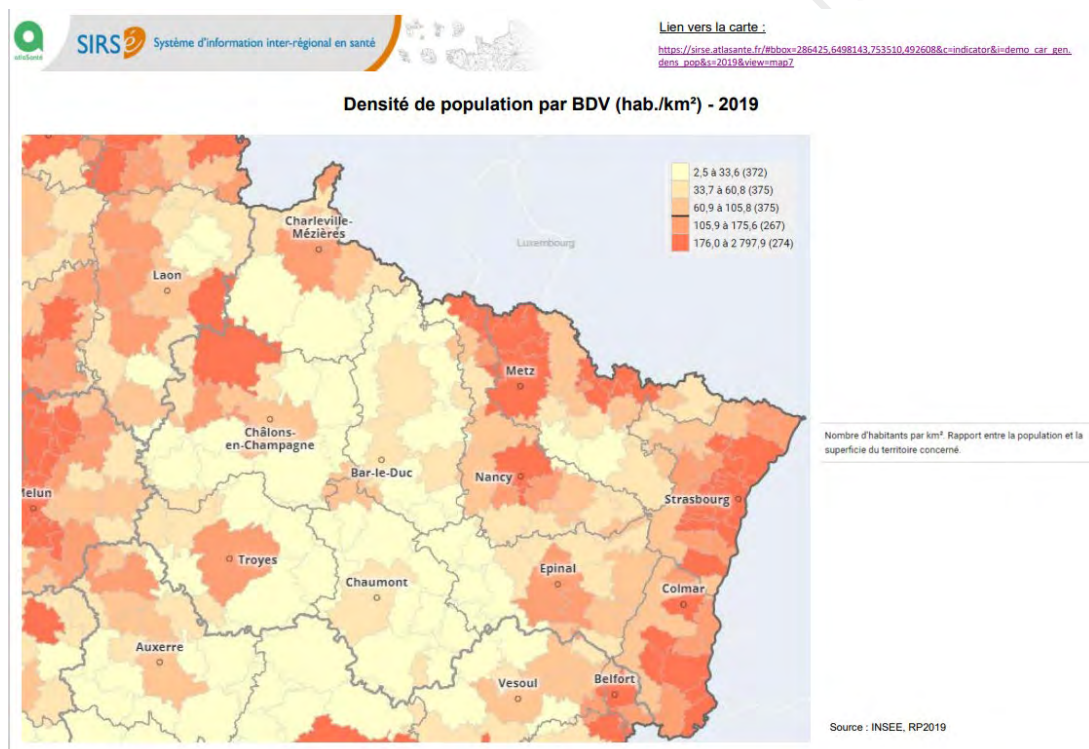 atlaSanté
SIRSé Système d'information inter-régional en santé
Lien vers la carte :
https://sirse.atlasante.fr/#bbox=286425,6498143,753510,492608&c=indicator&i=demo_car_gen.
dens_pop&s=2019&view=map7
Densité de population par BDV (hab./km²) - 2019
2,5 à 33,6 (372)
33,7 à 60,8 (375)
60,9 à 105,8 (375)
105,9 à 175,6 (267)
176,0 à 2 797,9 (274)
Charleville-
Mézières
Luxembourg
Laon
Metz
Châlons-
en-Champagne
Bar-le-Duc
Nancy
Strasbourg
Melun
Troyes
Epinal
Chaumont
Colmar
Auxerre
Vesoul
Belfort
Nombre d'habitants par km². Rapport entre la population et la
superficie du territoire concerné.
Source : INSEE, RP2019